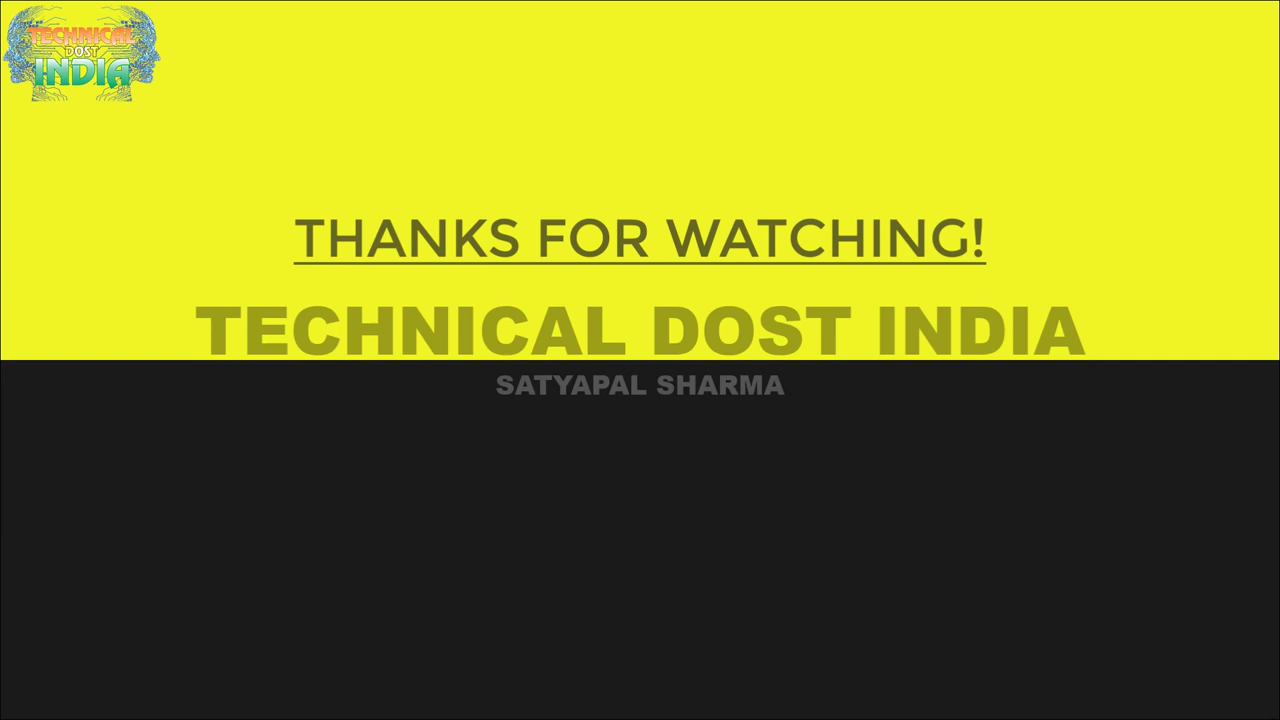 TECHNICAL
DOST
INDIA
THANKS FOR WATCHING!
TECHNICAL DOST INDIA
SATYAPAL SHARMA